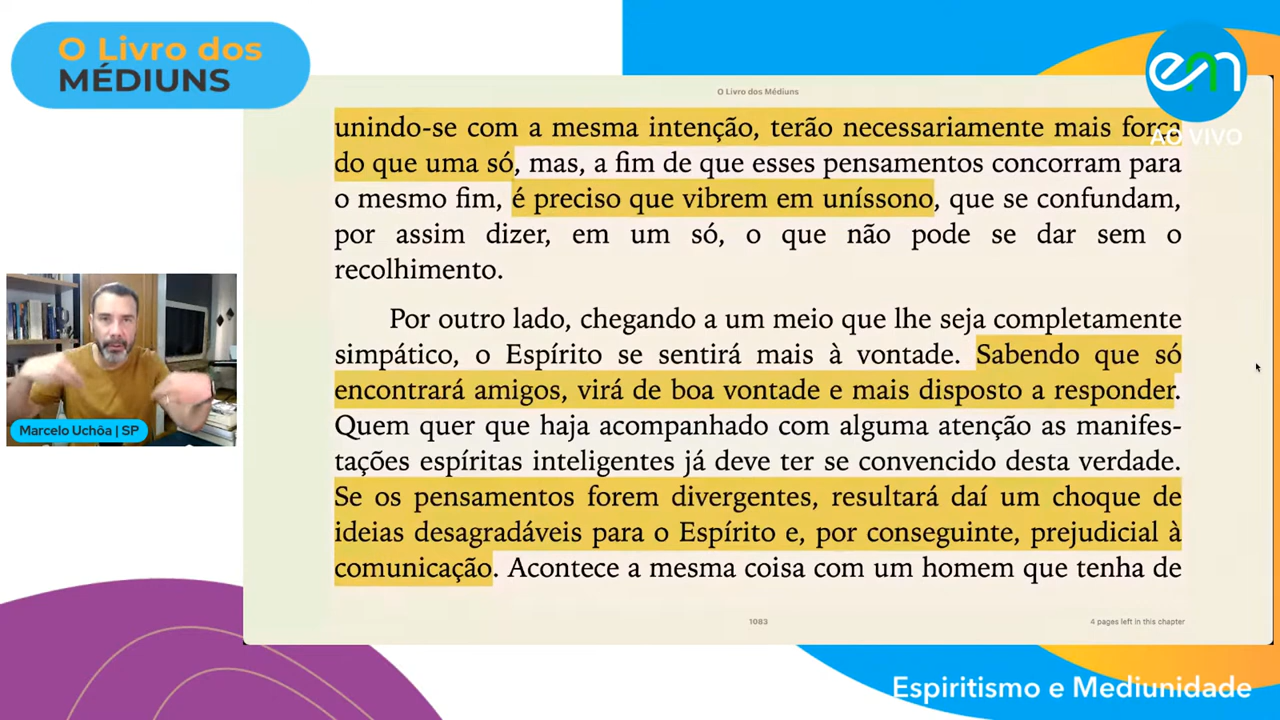 O Livro dos
MÉDIUNS
em
AO VIVO
O Livro dos Médiuns
unindo-se com a mesma intenção, terão necessariamente mais força
do que uma só, mas, a fim de que esses pensamentos concorram para
o mesmo fim, é preciso que vibrem em uníssono, que se confundam,
por assim dizer, em um só, o que não pode se dar sem o
recolhimento.
Por outro lado, chegando a um meio que lhe seja completamente
simpático, o Espírito se sentirá mais à vontade. Sabendo que só
encontrará amigos, virá de boa vontade e mais disposto a responder.
Quem quer que haja acompanhado com alguma atenção as manifes-
tações espíritas inteligentes já deve ter se convencido desta verdade.
Se os pensamentos forem divergentes, resultará daí um choque de
ideias desagradáveis para o Espírito e, por conseguinte, prejudicial à
comunicação. Acontece a mesma coisa com um homem que tenha de
1083
4 pages left in this chapter
Marcelo Uchôa | SP
Espiritismo e Mediunidade